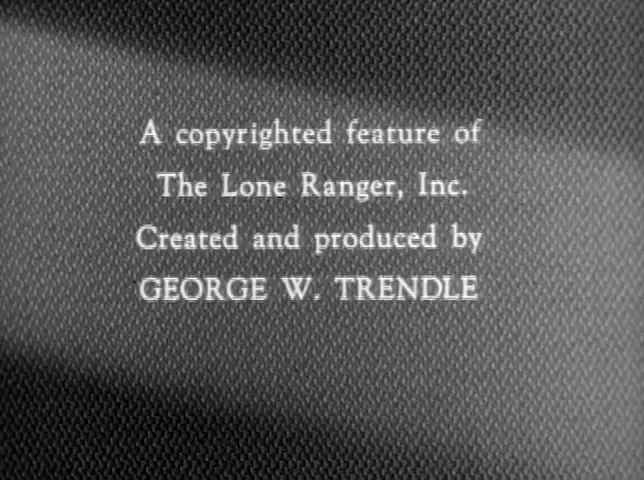 A copyrighted feature of
The Lone Ranger, Inc.
Created and produced by
GEORGE W. TRENDLE